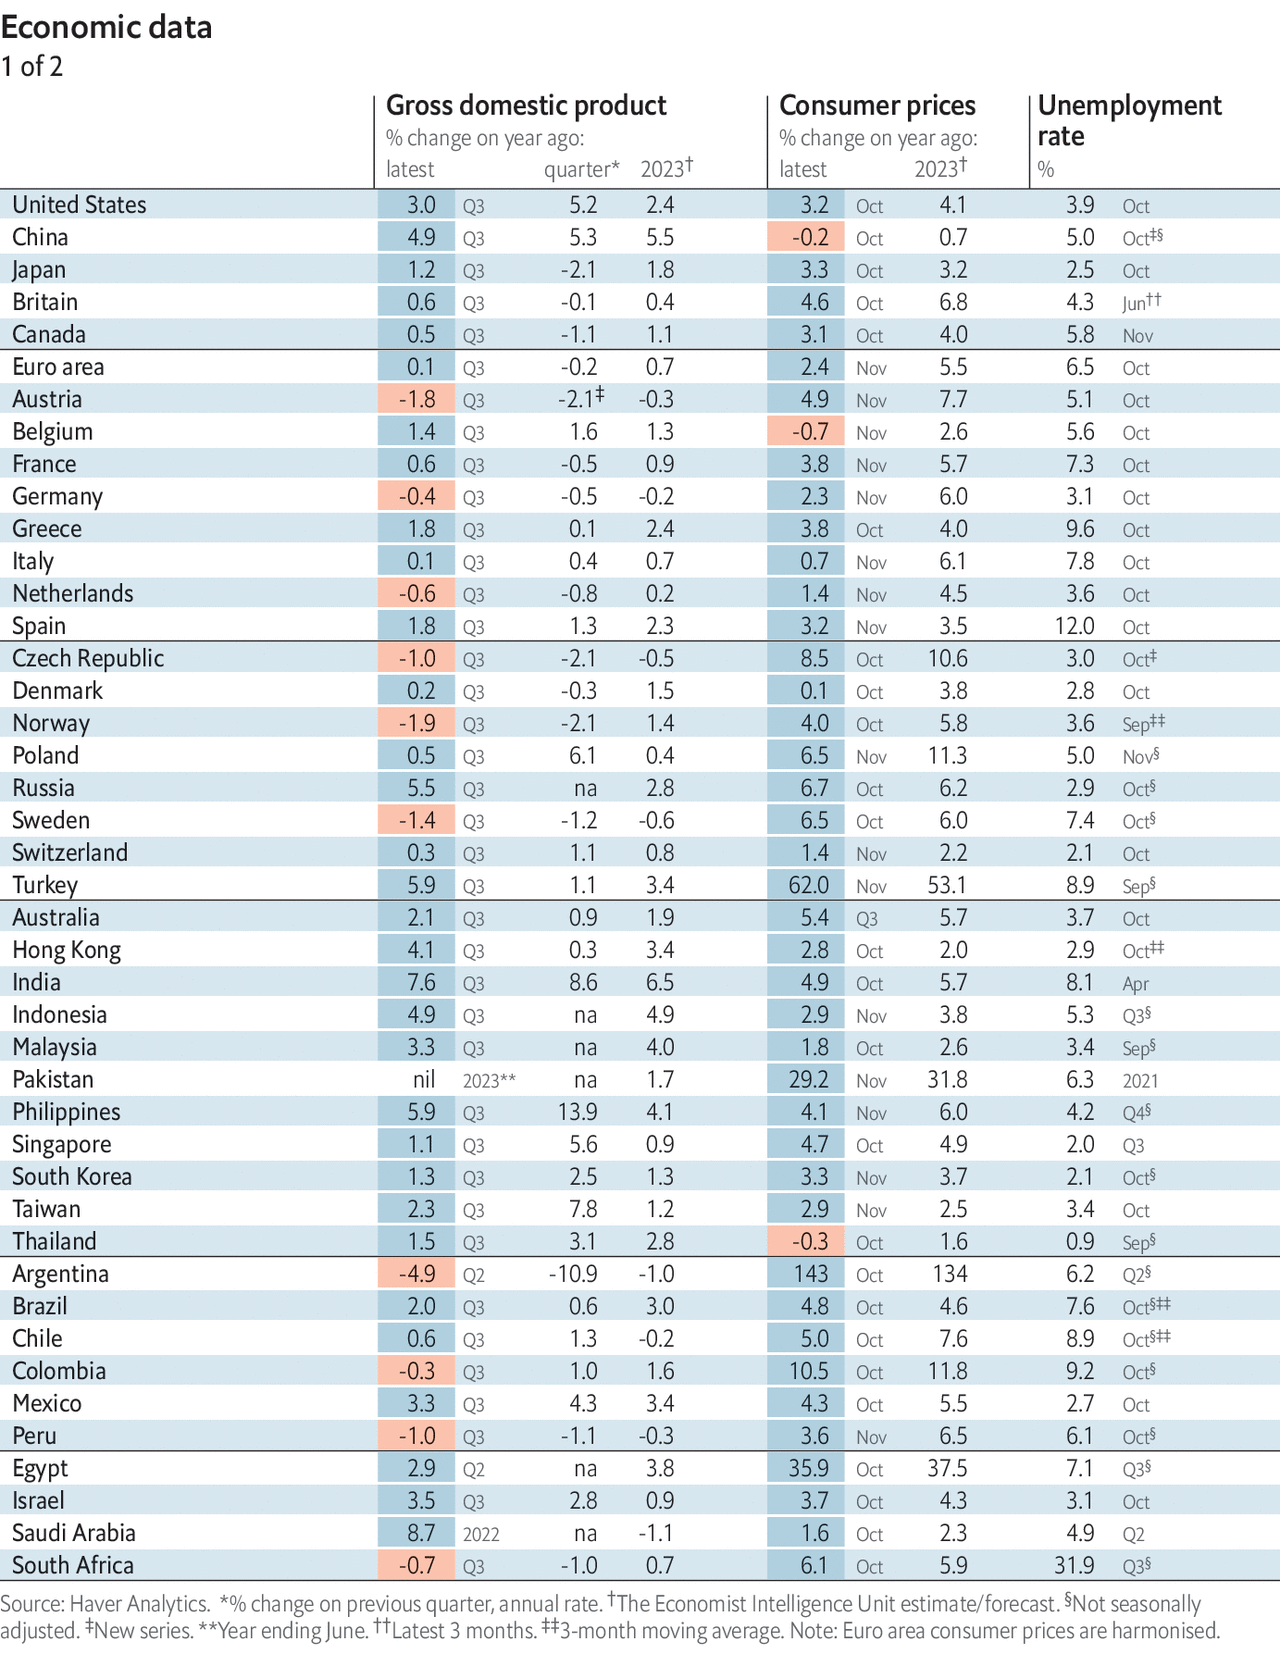 Economic data
1 of 2
Gross domestic product Consumer prices Unemployment
% change on year ago: % change on year ago: rate
latest quarter* 2023† latest 2023† %
United States 3.0 Q3 5.2 2.4 3.2 Oct 4.1 3.9 Oct
China 4.9 Q3 5.3 5.5 -0.2 Oct 0.7 5.0 Oct‡§
Japan 1.2 Q3 -2.1 1.8 3.3 Oct 3.2 2.5 Oct
Britain 0.6 Q3 -0.1 0.4 4.6 Oct 6.8 4.3 Jun††
Canada 0.5 Q3 -1.1 1.1 3.1 Oct 4.0 5.8 Nov
Euro area 0.1 Q3 -0.2 0.7 2.4 Nov 5.5 6.5 Oct
Austria -1.8 Q3 -2.1‡ -0.3 4.9 Nov 7.7 5.1 Oct
Belgium 1.4 Q3 1.6 1.3 -0.7 Nov 2.6 5.6 Oct
France 0.6 Q3 -0.5 0.9 3.8 Nov 5.7 7.3 Oct
Germany -0.4 Q3 -0.5 -0.2 2.3 Nov 6.0 3.1 Oct
Greece 1.8 Q3 0.1 2.4 3.8 Oct 4.0 9.6 Oct
Italy 0.1 Q3 0.4 0.7 0.7 Nov 6.1 7.8 Oct
Netherlands -0.6 Q3 -0.8 0.2 1.4 Nov 4.5 3.6 Oct
Spain 1.8 Q3 1.3 2.3 3.2 Nov 3.5 12.0 Oct
Czech Republic -1.0 Q3 -2.1 -0.5 8.5 Oct 10.6 3.0 Oct‡
Denmark 0.2 Q3 -0.3 1.5 0.1 Oct 3.8 2.8 Oct
Norway -1.9 Q3 -2.1 1.4 4.0 Oct 5.8 3.6 Sep‡‡
Poland 0.5 Q3 6.1 0.4 6.5 Nov 11.3 5.0 Nov§
Russia 5.5 Q3 na 2.8 6.7 Oct 6.2 2.9 Oct§
Sweden -1.4 Q3 -1.2 -0.6 6.5 Oct 6.0 7.4 Oct§
Switzerland 0.3 Q3 1.1 0.8 1.4 Nov 2.2 2.1 Oct
Turkey 5.9 Q3 1.1 3.4 62.0 Nov 53.1 8.9 Sep§
Australia 2.1 Q3 0.9 1.9 5.4 Q3 5.7 3.7 Oct
Hong Kong 4.1 Q3 0.3 3.4 2.8 Oct 2.0 2.9 Oct‡‡
India 7.6 Q3 8.6 6.5 4.9 Oct 5.7 8.1 Apr
Indonesia 4.9 Q3 na 4.9 2.9 Nov 3.8 5.3 Q3§
Malaysia 3.3 Q3 na 4.0 1.8 Oct 2.6 3.4 Sep§
Pakistan nil 2023** na 1.7 29.2 Nov 31.8 6.3 2021
Philippines 5.9 Q3 13.9 4.1 4.1 Nov 6.0 4.2 Q4§
Singapore 1.1 Q3 5.6 0.9 4.7 Oct 4.9 2.0 Q3
South Korea 1.3 Q3 2.5 1.3 3.3 Nov 3.7 2.1 Oct§
Taiwan 2.3 Q3 7.8 1.2 2.9 Nov 2.5 3.4 Oct
Thailand 1.5 Q3 3.1 2.8 -0.3 Oct 1.6 0.9 Sep§
Argentina -4.9 Q2 -10.9 -1.0 143 Oct 134 6.2 Q2§
Brazil 2.0 Q3 0.6 3.0 4.8 Oct 4.6 7.6 Oct§‡‡
Chile 0.6 Q3 1.3 -0.2 5.0 Oct 7.6 8.9 Oct§‡‡
Colombia -0.3 Q3 1.0 1.6 10.5 Oct 11.8 9.2 Oct§
Mexico 3.3 Q3 4.3 3.4 4.3 Oct 5.5 2.7 Oct
Peru -1.0 Q3 -1.1 -0.3 3.6 Nov 6.5 6.1 Oct§
Egypt 2.9 Q2 na 3.8 35.9 Oct 37.5 7.1 Q3§
Israel 3.5 Q3 2.8 0.9 3.7 Oct 4.3 3.1 Oct
Saudi Arabia 8.7 2022 na -1.1 1.6 Oct 2.3 4.9 Q2
South Africa -0.7 Q3 -1.0 0.7 6.1 Oct 5.9 31.9 Q3§
Source: Haver Analytics. *% change on previous quarter, annual rate. †The Economist Intelligence Unit estimate/forecast. §Not seasonally
adjusted. ‡New series. **Year ending June. ††Latest 3 months. ‡‡3-month moving average. Note: Euro area consumer prices are harmonised.